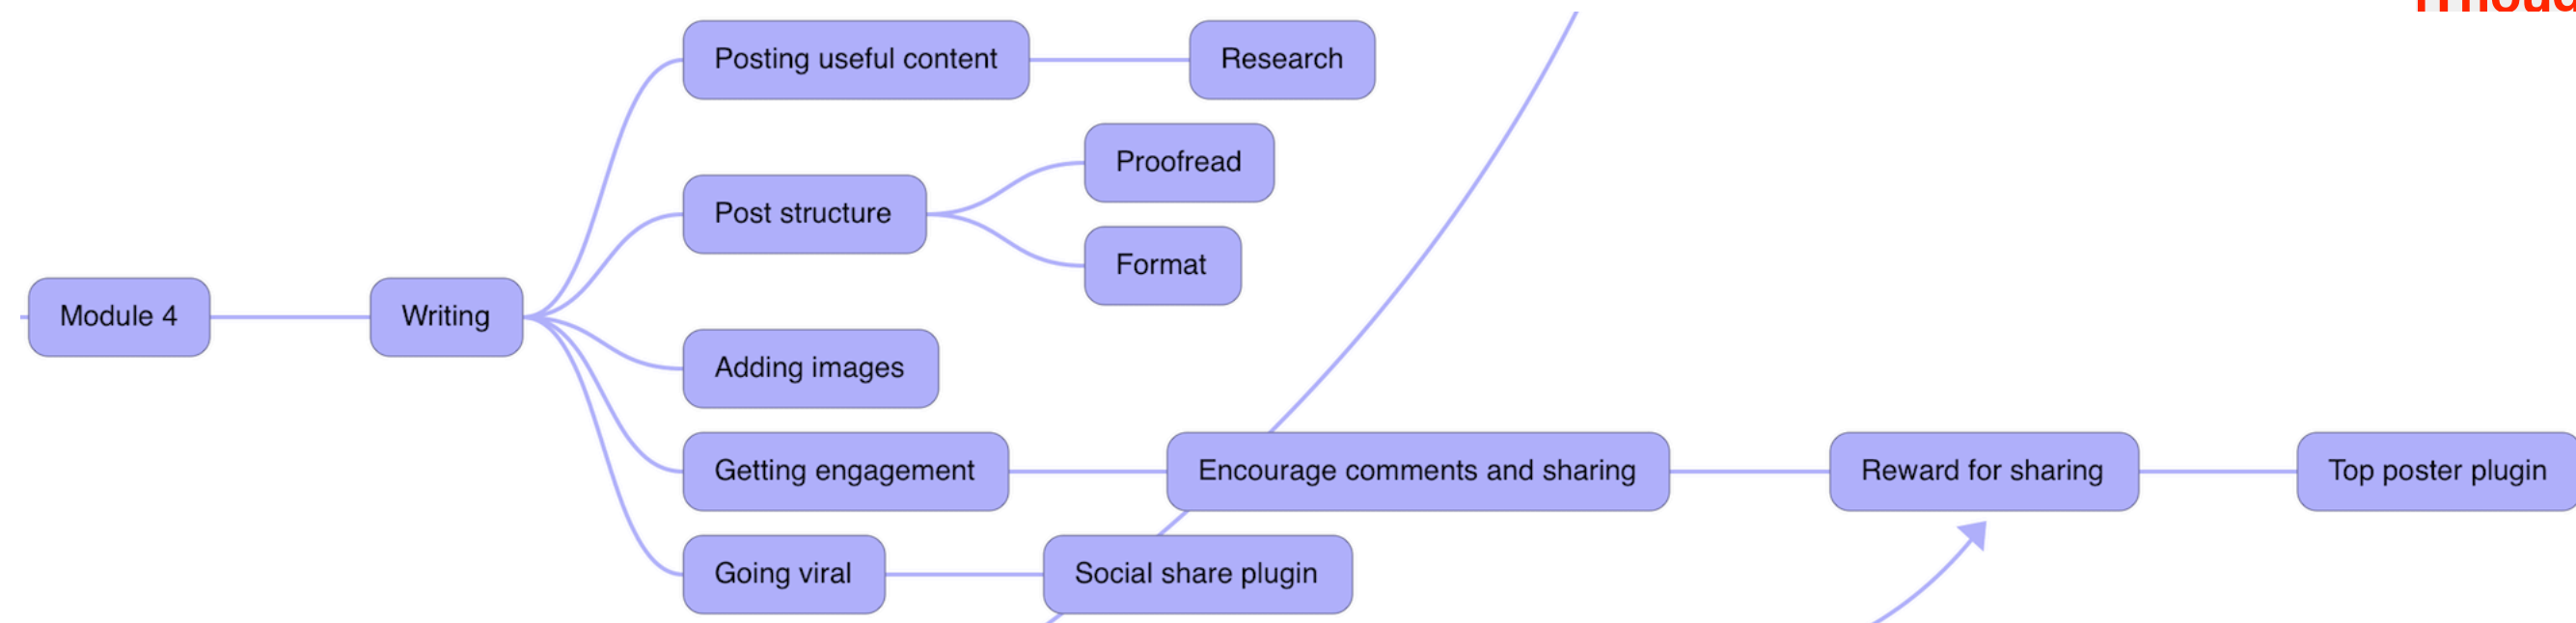 Posting useful content
Research
Proofread
Post structure
Format
Module 4
Writing
Adding images
Getting engagement
Encourage comments and sharing
Reward for sharing
Top poster plugin
Going viral
Social share plugin